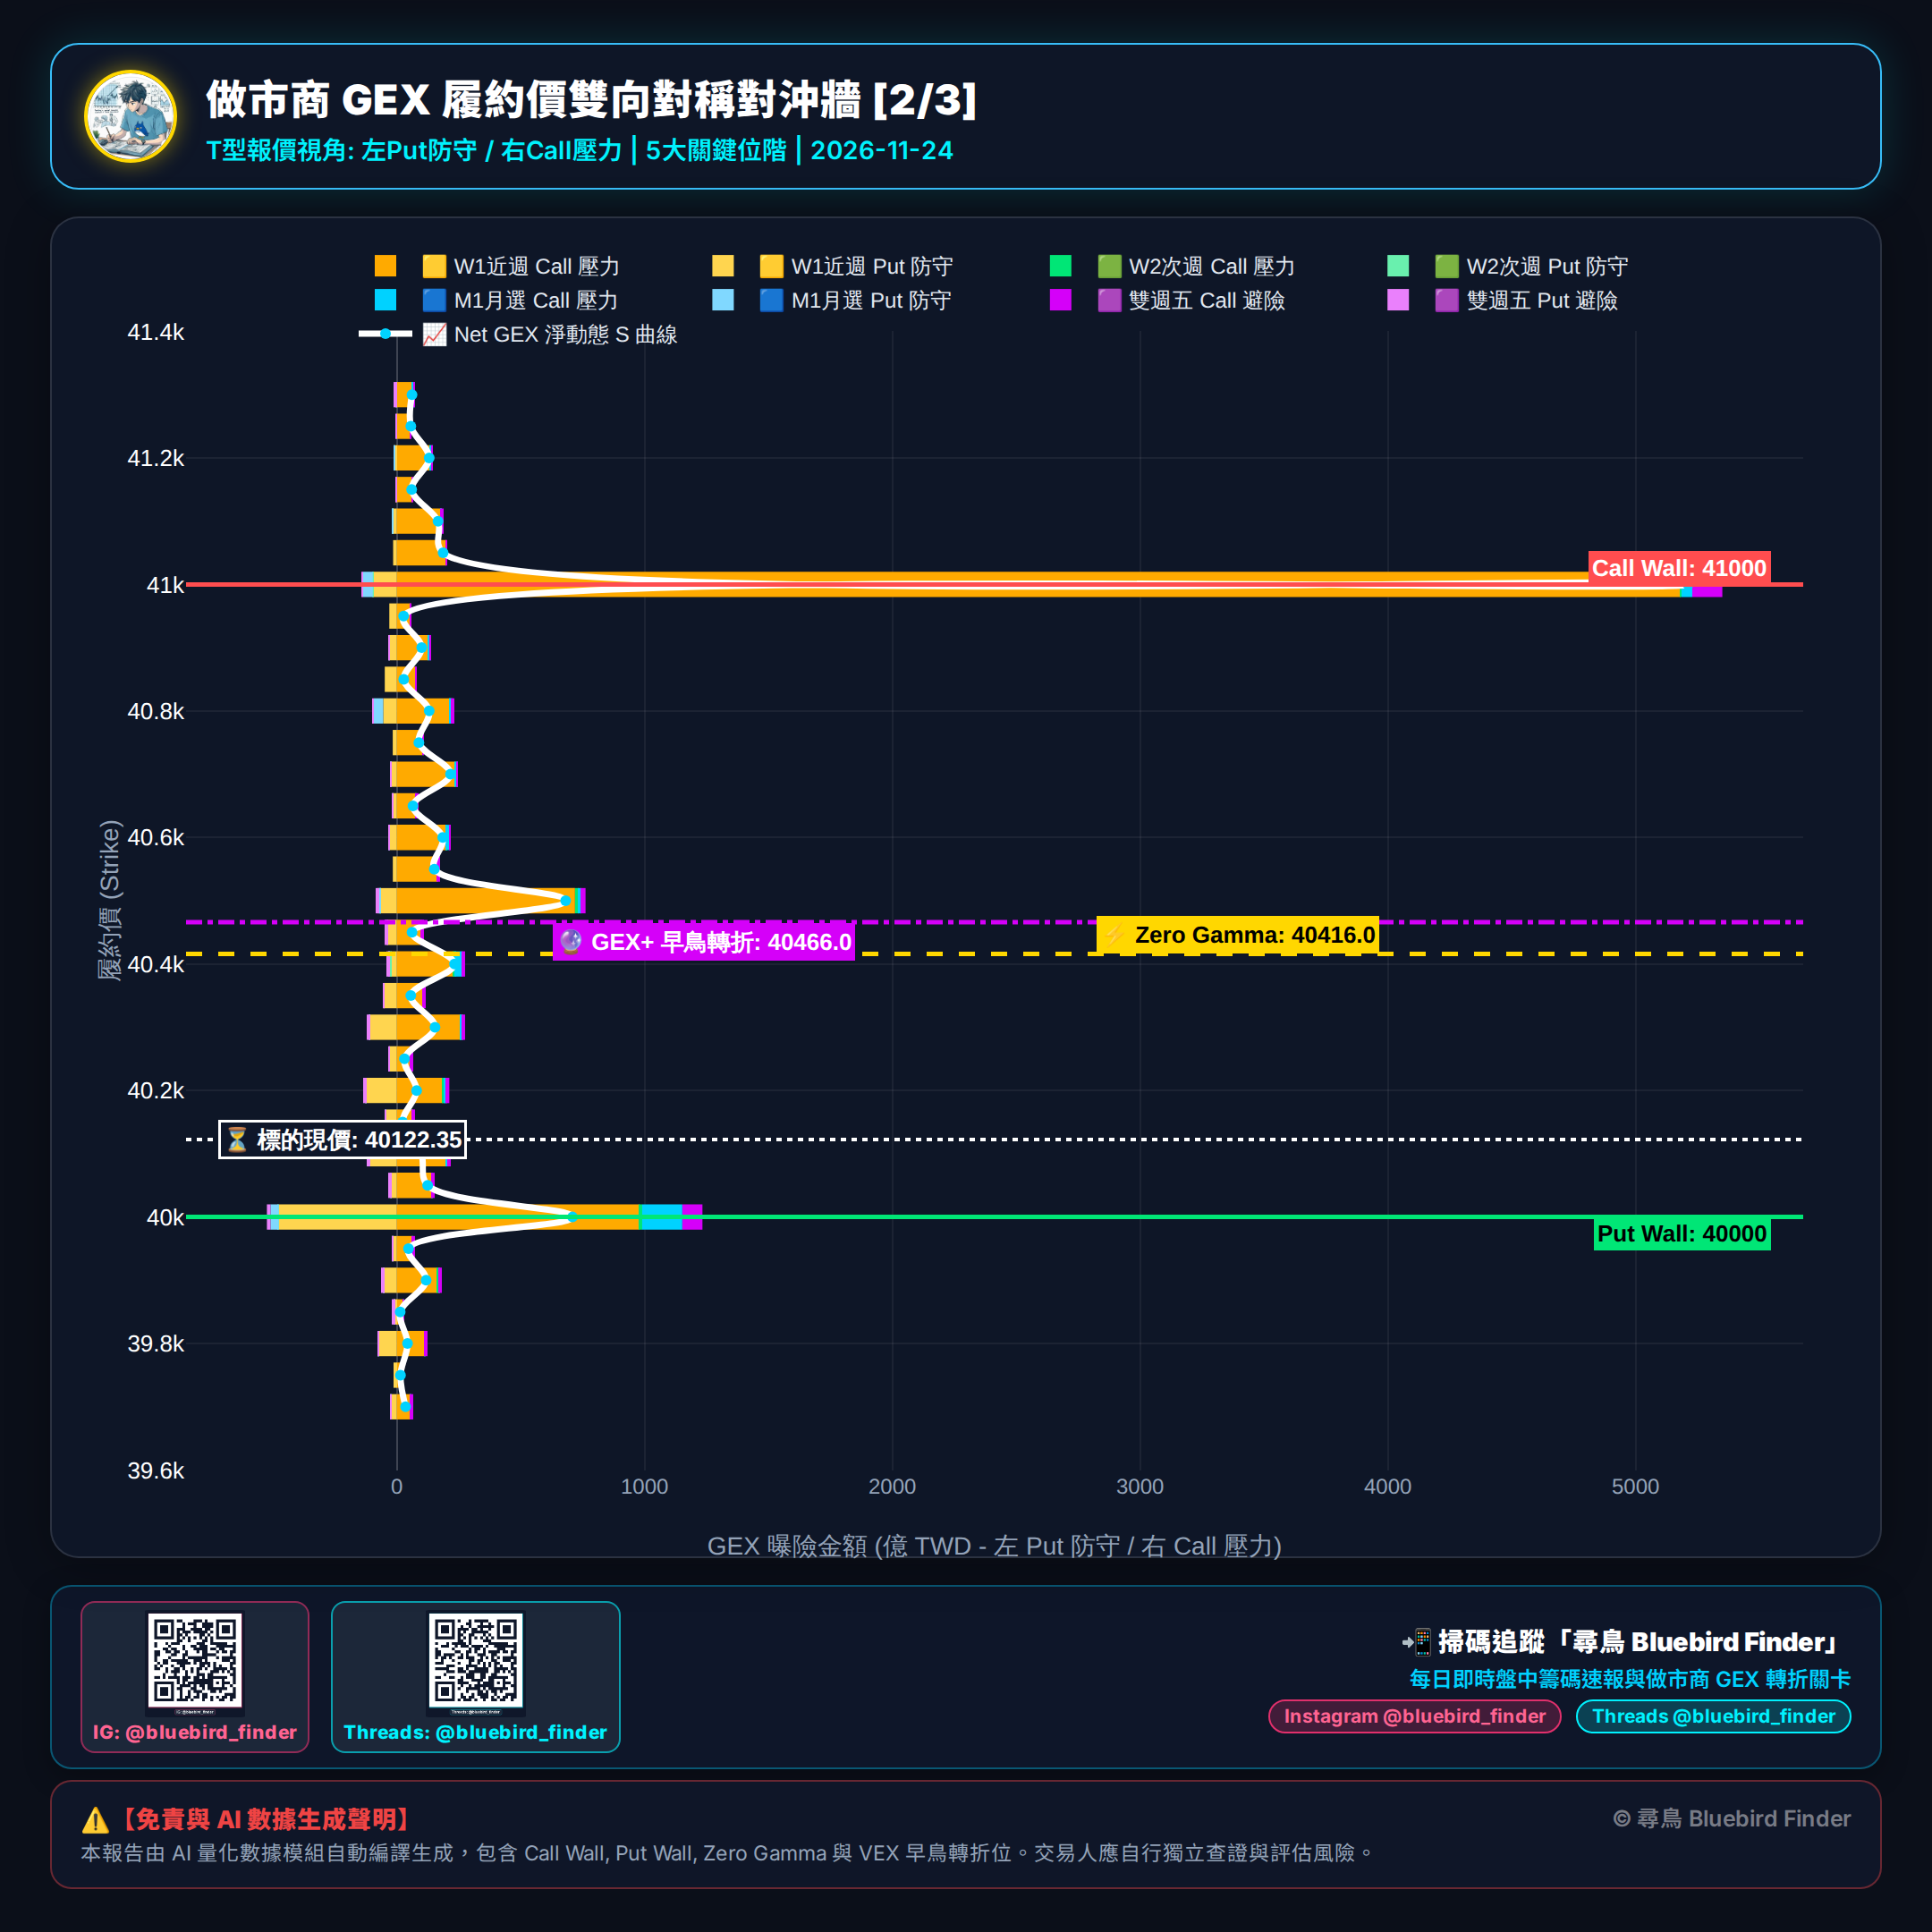 做市商 GEX 履約價雙向對稱對沖牆 [2/3]
T型報價視角: 左Put防守 / 右Call壓力 | 5大關鍵位階 | 2026-11-24
W1近週 Call 壓力
W1近週 Put 防守
W2次週 Call 壓力
W2次週 Put 防守
M1月選 Call 壓力
M1月選 Put 防守
雙週五 Call 避險
雙週五 Put 避險
Net GEX 淨動態 S 曲線
41.4k
41.2k
41k
40.8k
40.6k
40.4k
40.2k
40k
39.8k
39.6k
履約價 (Strike)
Call Wall: 41000
GEX+ 早鳥轉折: 40466.0
Zero Gamma: 40416.0
標的現價: 40122.35
Put Wall: 40000
0
1000
2000
3000
4000
5000
GEX 曝險金額 (億 TWD - 左 Put 防守 / 右 Call 壓力)
IG: @bluebird_finder
Threads: @bluebird_finder
IG: @bluebird_finder
Threads: @bluebird_finder
掃碼追蹤「尋鳥 Bluebird Finder」
每日即時盤中籌碼速報與做市商 GEX 轉折關卡
Instagram @bluebird_finder
Threads @bluebird_finder
【免責與 AI 數據生成聲明】
© 尋鳥 Bluebird Finder
本報告由 AI 量化數據模組自動編譯生成，包含 Call Wall, Put Wall, Zero Gamma 與 VEX 早鳥轉折位。交易人應自行獨立查證與評估風險。